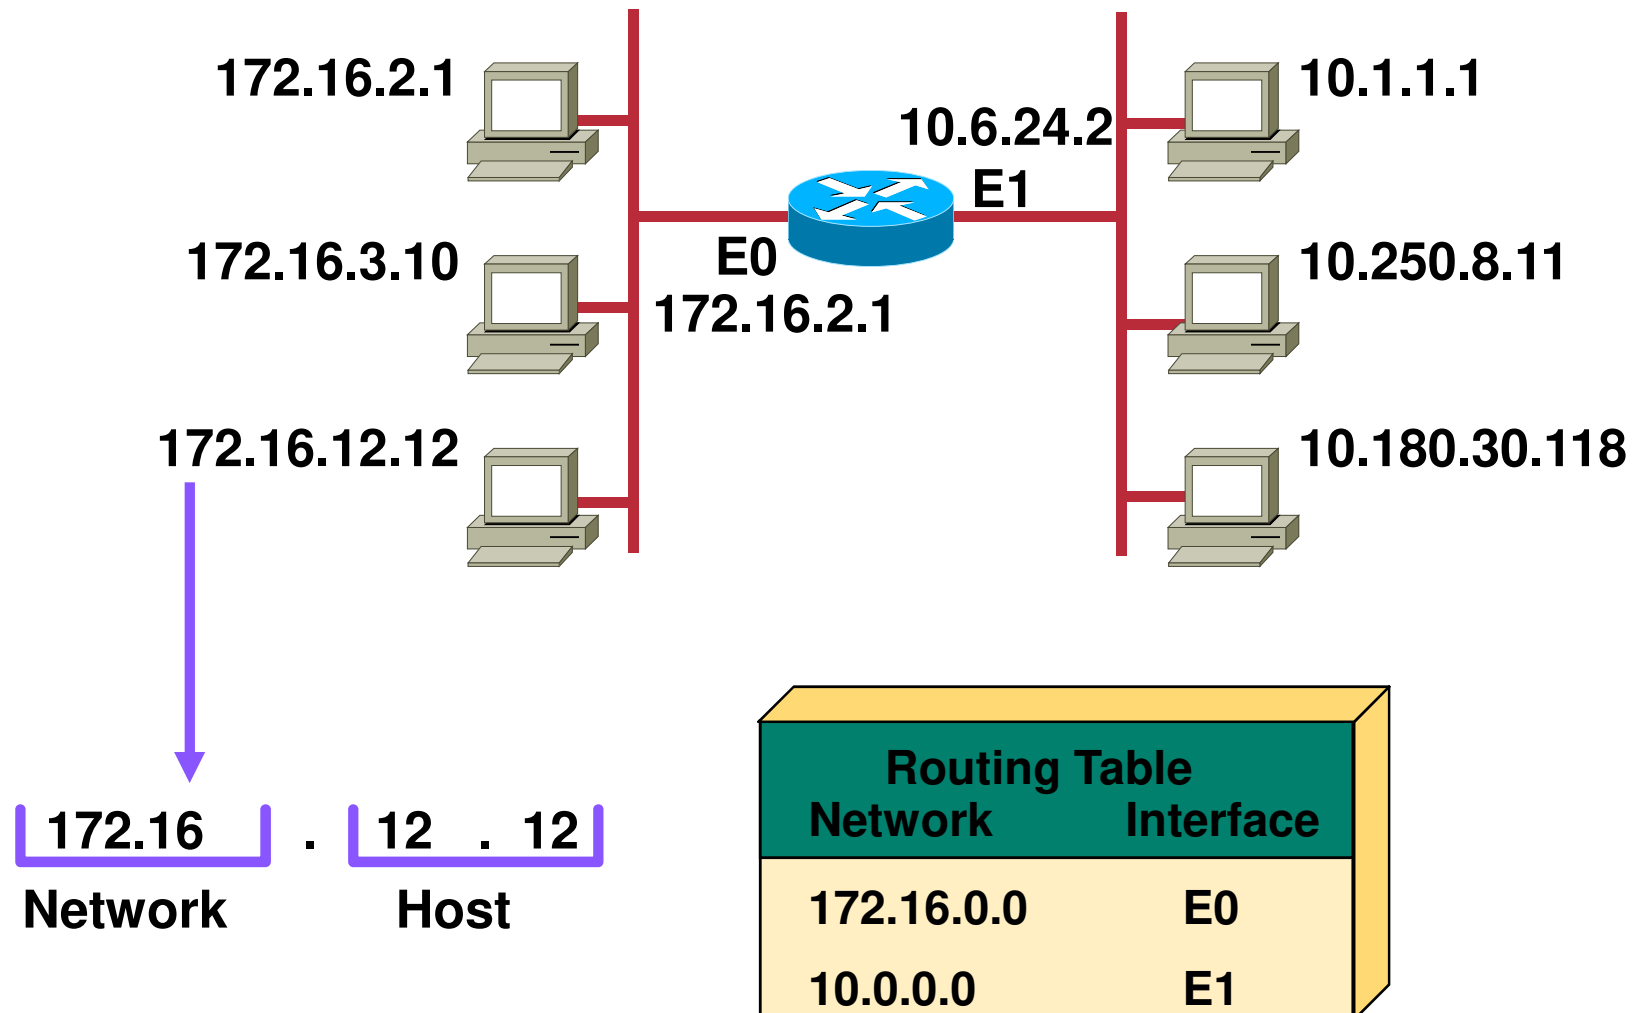 172.16.2.1
10.1.1.1
10.6.24.2
E1
E0
172.16.3.10
172.16.2.1
10.250.8.11
172.16.12.12
10.180.30.118
172.16 . 12 . 12
Network Host
Routing Table
Network Interface
172.16.0.0 E0
10.0.0.0 E1